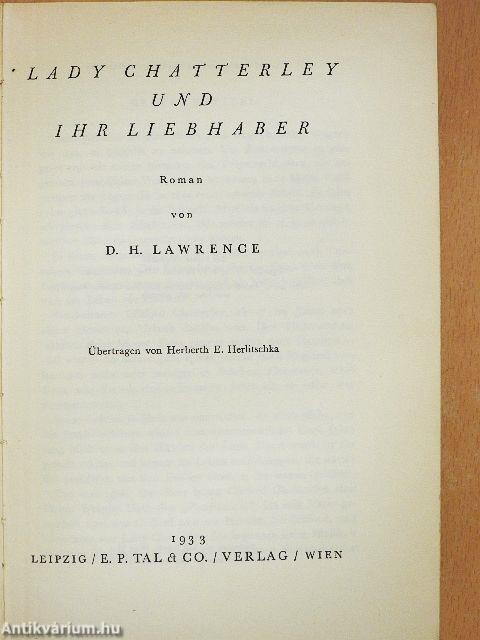 LADY CHATTERLEY
UND
IHR LIEBHABER
Roman
von
D. H. LAWRENCE
Übertragen von Herberth E. Herlitschka
1933
LEIPZIG / E. P. TAL & CO. / VERLAG / WIEN
Antikvárium.hu